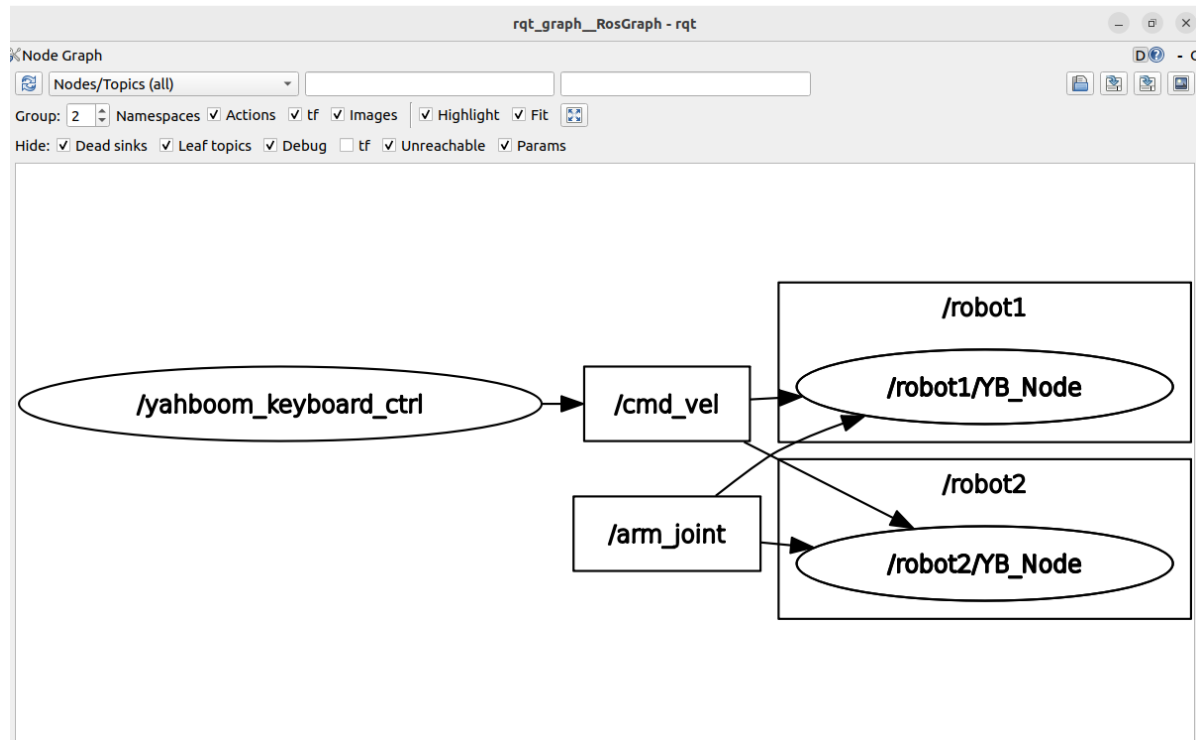 rqt_graph__RosGraph - rqt
Node Graph
D
- C
Nodes/Topics (all)
Group: 2 Namespaces Actions tf Images Highlight Fit
Hide: Dead sinks Leaf topics Debug tf Unreachable Params
/robot1
/yahboom_keyboard_ctrl
/cmd_vel
/robot1/YB_Node
/robot2
/arm_joint
/robot2/YB_Node